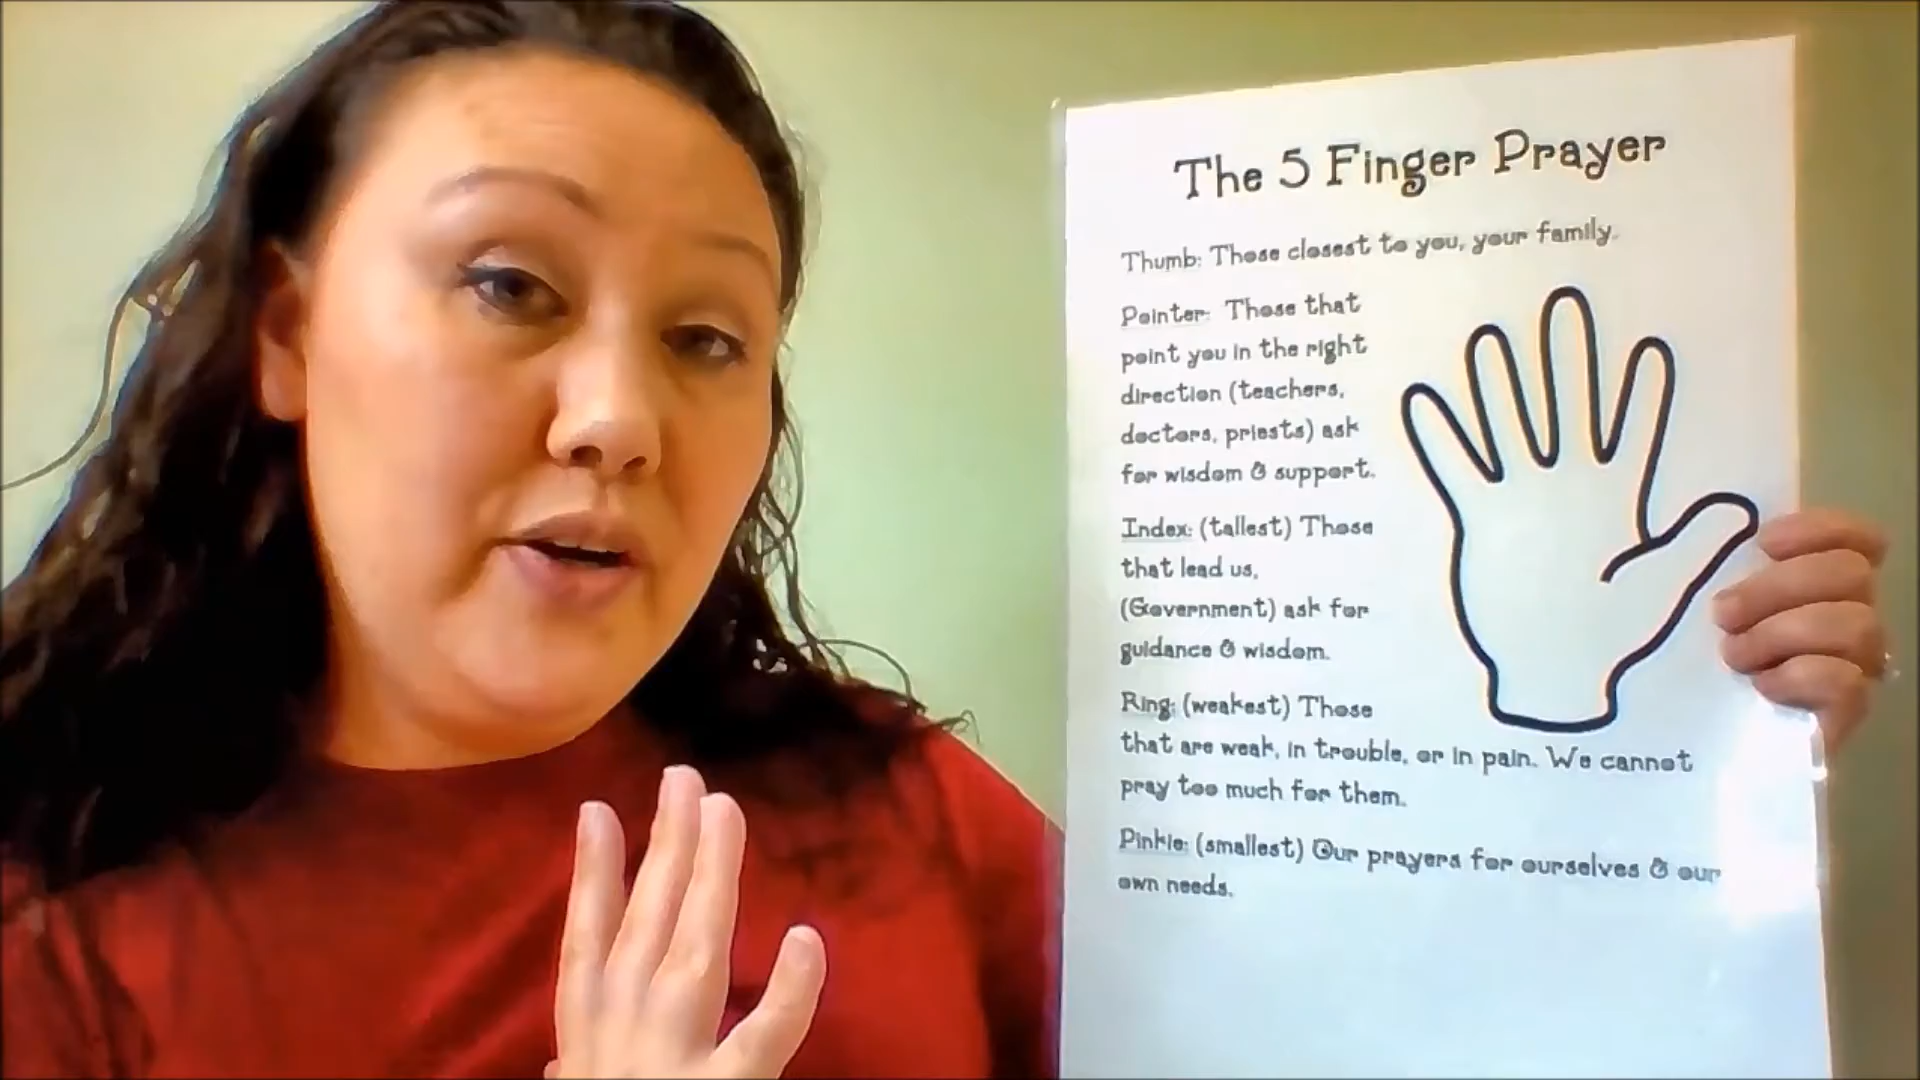 The 5 Finger Prayer
Thumb: Those closest to you, your family.
Pointer: Those that
point you in the right
direction (teachers,
doctors, priests) ask
for wisdom & support.
Index: (tallest) Those
that lead us,
(Government) ask for
guidance & wisdom.
Ring: (weakest) Those
that are weak, in trouble, or in pain. We cannot
pray too much for them.
Pinkie: (smallest) Our prayers for ourselves & our
own needs.